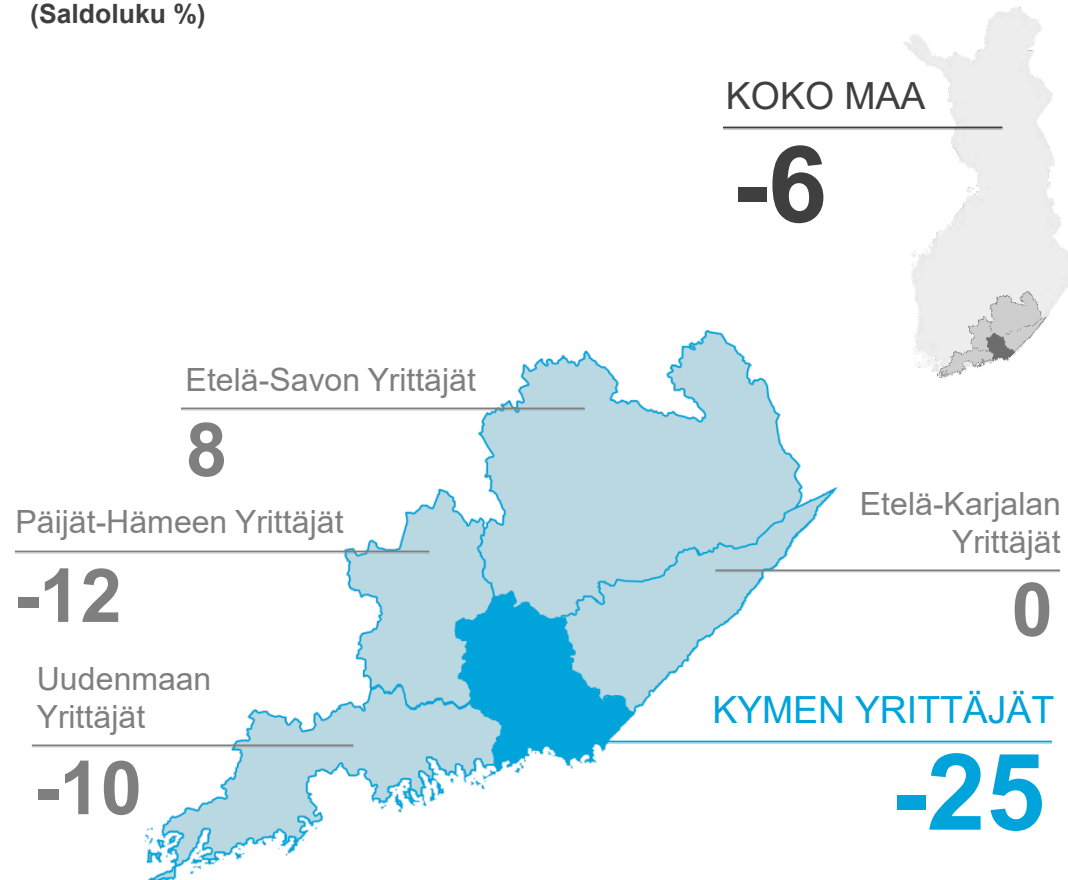 (Saldoluku %)
KOKO MAA
-6
Etelä-Savon Yrittäjät
8
Päijät-Hämeen Yrittäjät
-12
Etelä-Karjalan
Yrittäjät
0
Uudenmaan
Yrittäjät
-10
KYMEN YRITTÄJÄT
-25